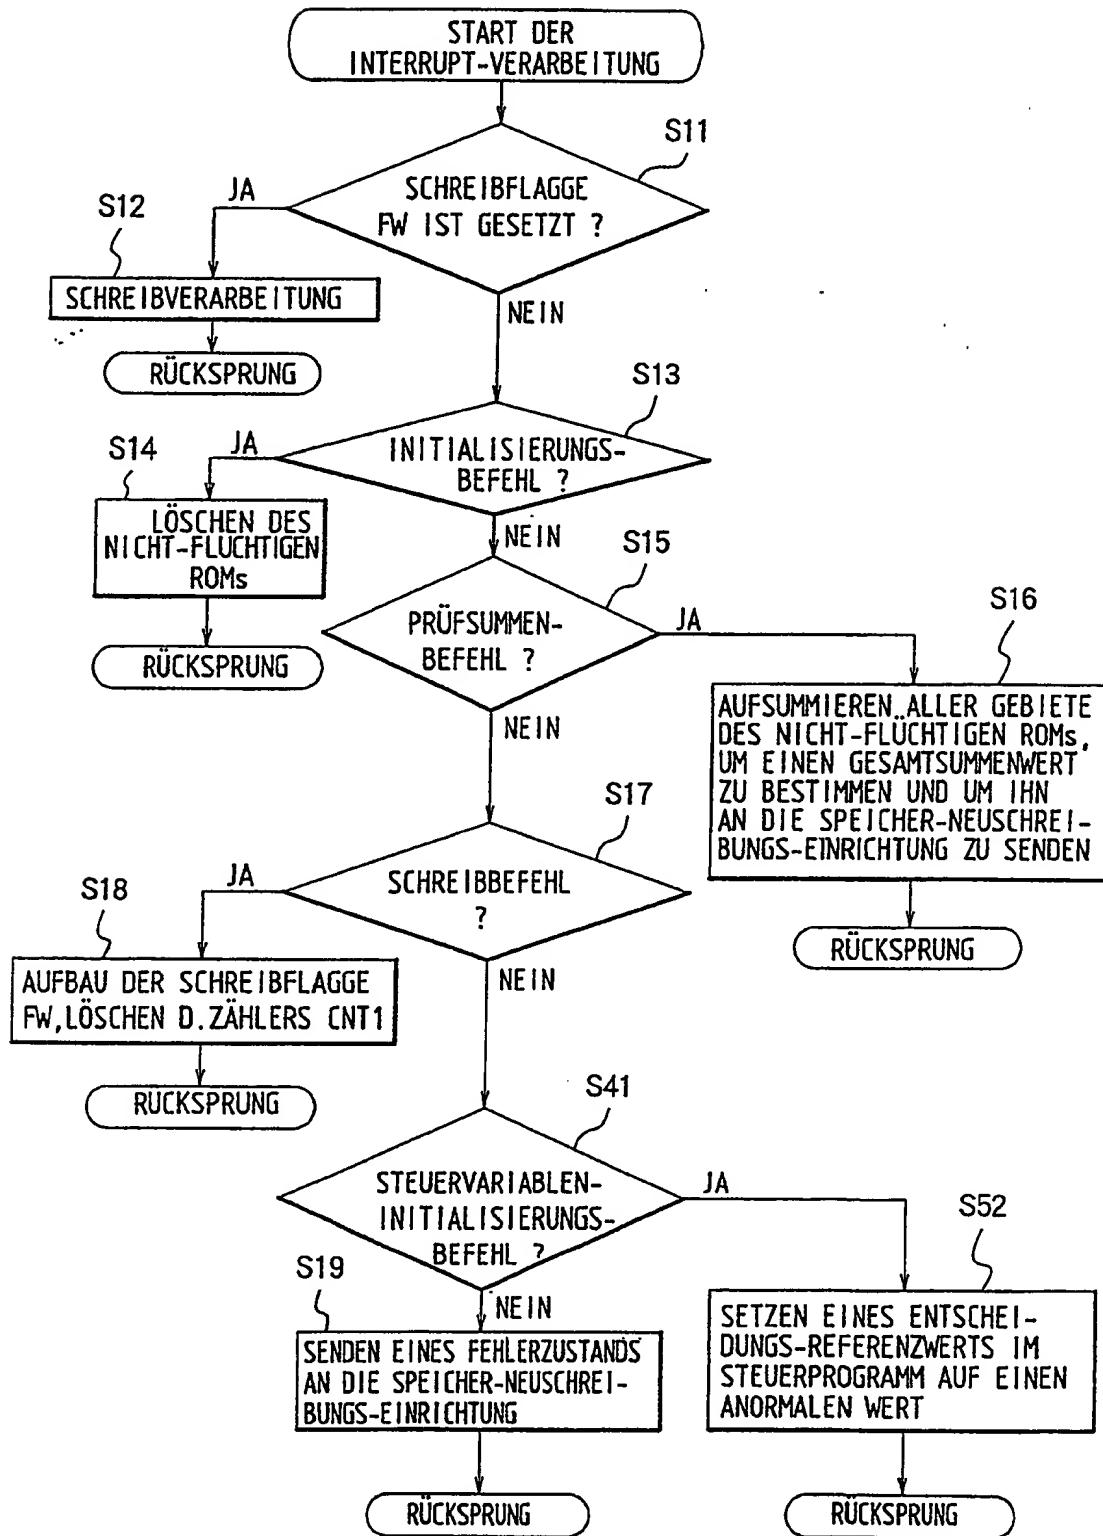 START DER
INTERRUPT-VERARBEITUNG
S11
SCHREIBFLAGGE
FW IST GESETZT ?
JA
S12
SCHREIBVERARBEITUNG
RÜCKSPRUNG
NEIN
S13
INITIALISIERUNGS-
BEFEHL ?
JA
S14
LÖSCHEN DES
NICHT-FLÜCHTIGEN
ROMs
RÜCKSPRUNG
NEIN
S15
PRÜFSUMMEN-
BEFEHL ?
JA
S16
AUFSUMMIEREN ALLER GEBIETE
DES NICHT-FLÜCHTIGEN ROMs,
UM EINEN GESAMTSUMMENWERT
ZU BESTIMMEN UND UM IHN
AN DIE SPEICHER-NEUSCHREI-
BUNGS-EINRICHTUNG ZU SENDEN
RÜCKSPRUNG
NEIN
S17
SCHREIBBEFEHL
?
JA
S18
AUFBAU DER SCHREIBFLAGGE
FW, LÖSCHEN D. ZÄHLERS CNT1
RÜCKSPRUNG
NEIN
S41
STEUERVARIABLEN-
INITIALISIERUNGS-
BEFEHL ?
JA
S52
SETZEN EINES ENTSCHEI-
DUNGS-REFERENZWERTS IM
STEUERPROGRAMM AUF EINEN
ANORMALEN WERT
RÜCKSPRUNG
NEIN
S19
SENDEN EINES FEHLERZUSTANDS
AN DIE SPEICHER-NEUSCHREI-
BUNGS-EINRICHTUNG
RÜCKSPRUNG